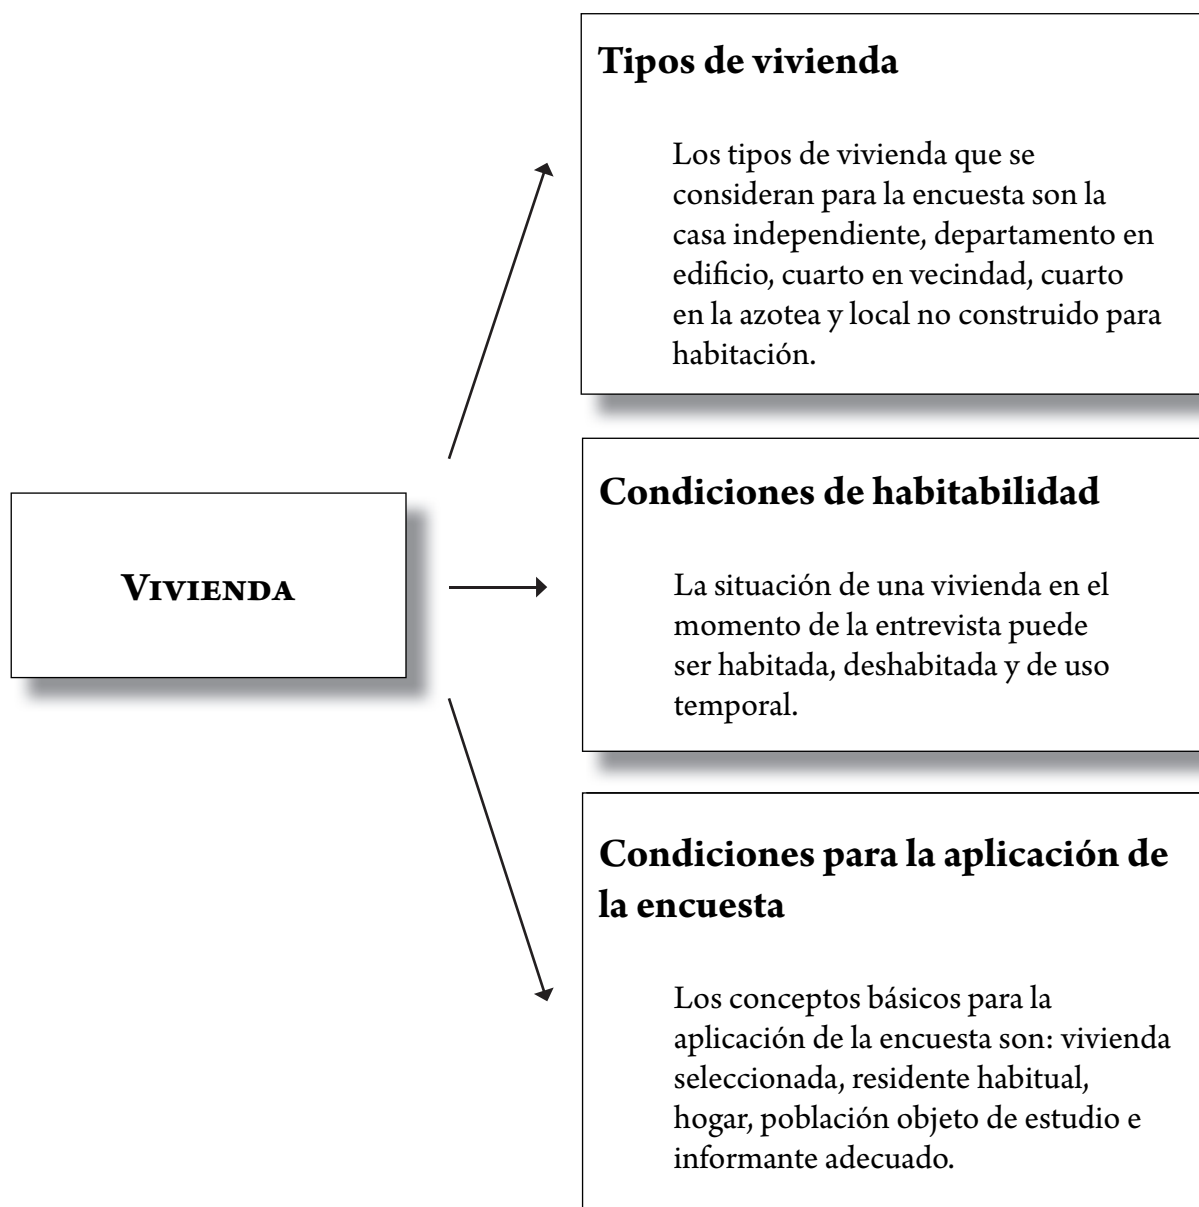 Tipos de vivienda
Los tipos de vivienda que se
consideran para la encuesta son la
casa independiente, departamento en
edificio, cuarto en vecindad, cuarto
en la azotea y local no construido para
habitación.
VIVIENDA
Condiciones de habitabilidad
La situación de una vivienda en el
momento de la entrevista puede
ser habitada, deshabitada y de uso
temporal.
Condiciones para la aplicación de
la encuesta
Los conceptos básicos para la
aplicación de la encuesta son: vivienda
seleccionada, residente habitual,
hogar, población objeto de estudio e
informante adecuado.